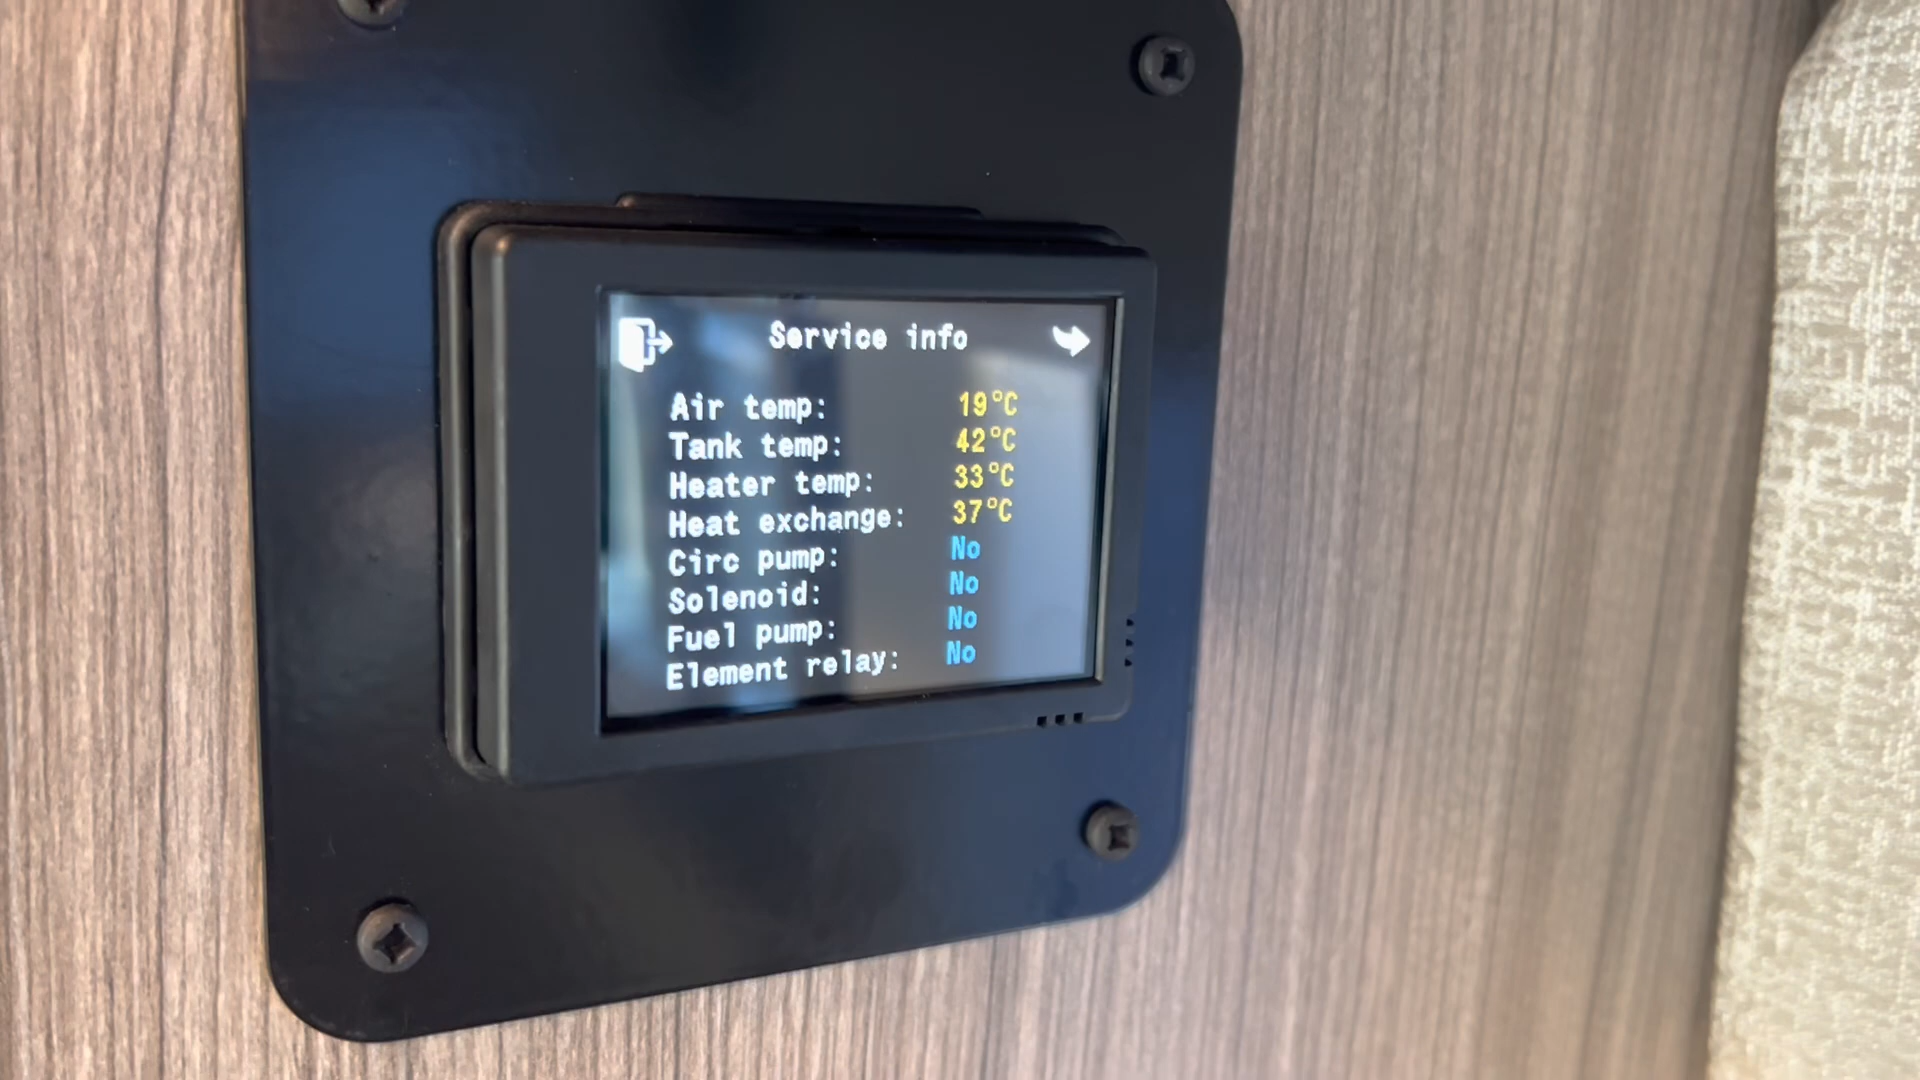 Service info
Air temp: 19°C
Tank temp: 42°C
Heater temp: 33°C
Heat exchange: 37°C
Circ pump: No
Solenoid: No
Fuel pump: No
Element relay: No